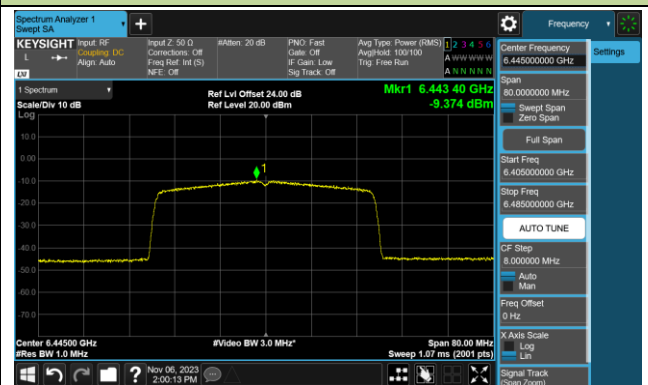 Spectrum Analyzer 1
Swept SA
Frequency
KEYSIGHT
Input: RF
Coupling: DC
Align: Auto
Input Z: 50 Ω
Corrections: Off
Freq Ref: Int (S)
NFE: Off
#Atten: 20 dB
PNO: Fast
Gate: Off
IF Gain: Low
Sig Track: Off
Avg Type: Power (RMS)
Avg|Hold: 100/100
Trig: Free Run
1 2 3 4 5 6
A W W W W W
A N N N N N
L
LXI
Center Frequency
6.445000000 GHz
Settings
Span
80.0000000 MHz
Swept Span
Zero Span
Full Span
Start Freq
6.405000000 GHz
Stop Freq
6.485000000 GHz
AUTO TUNE
CF Step
8.000000 MHz
Auto
Man
Freq Offset
0 Hz
X Axis Scale
Log
Lin
Signal Track
(Span Zoom)
1 Spectrum
Scale/Div 10 dB
Ref Lvl Offset 24.00 dB
Ref Level 20.00 dBm
Mkr1 6.443 40 GHz
-9.374 dBm
Log
10.0
0.00
-10.0
-20.0
-30.0
-40.0
-50.0
-60.0
-70.0
1
Center 6.44500 GHz
#Res BW 1.0 MHz
#Video BW 3.0 MHz*
Span 80.00 MHz
Sweep 1.07 ms (2001 pts)
Nov 06, 2023
2:00:13 PM